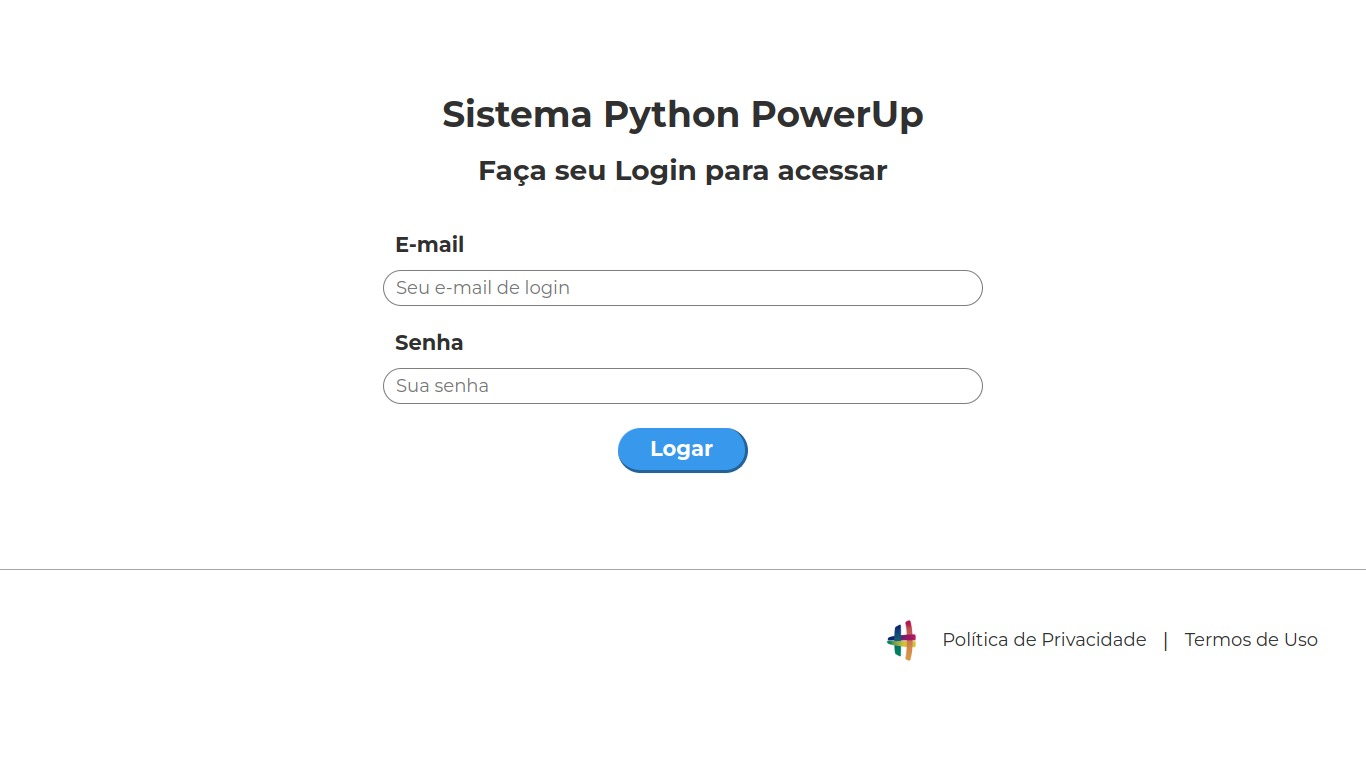 Sistema Python PowerUp
Faça seu Login para acessar
E-mail
Seu e-mail de login
Senha
Sua senha
Logar
Política de Privacidade | Termos de Uso